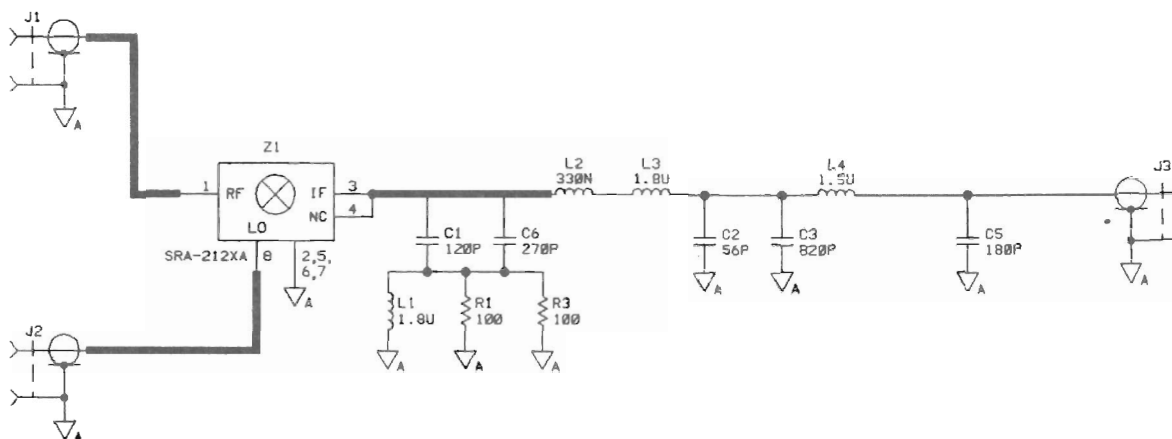 J1
A
Z1
1
RF
IF
3
NC
4
LO
SRA-212XA
8
2,5,
6,7
A
L2
330N
L3
1.8U
L4
1.5U
J3
C1
120P
C6
270P
C2
56P
C3
820P
C5
180P
A
A
A
L1
1.8U
R1
100
R3
100
A
A
A
J2
A
A